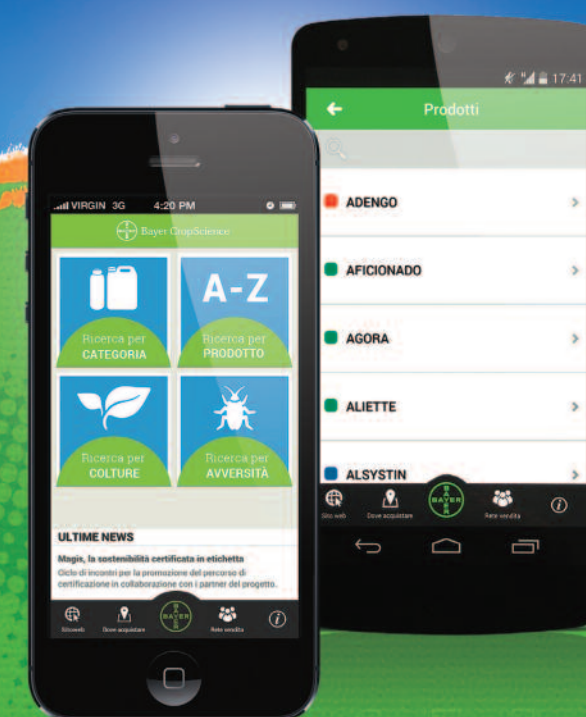 VIRGIN 3G 4:20 PM
BAYER
Bayer CropScience
Ricerca per
CATEGORIA
A-Z
Ricerca per
PRODOTTO
Ricerca per
COLTURE
Ricerca per
AVVERSITÀ
ULTIME NEWS
Magis, la sostenibilità certificata in etichetta
Ciclo di incontri per la promozione del percorso di
certificazione in collaborazione con i partner del progetto.
Sito web
Dove acquistare
BAYER
BAYER
Rete vendita
i
17:41
Prodotti
ADENGO
AFICIONADO
AGORA
ALIETTE
ALSYSTIN
Sito web
Dove acquistare
BAYER
BAYER
Rete vendita
i